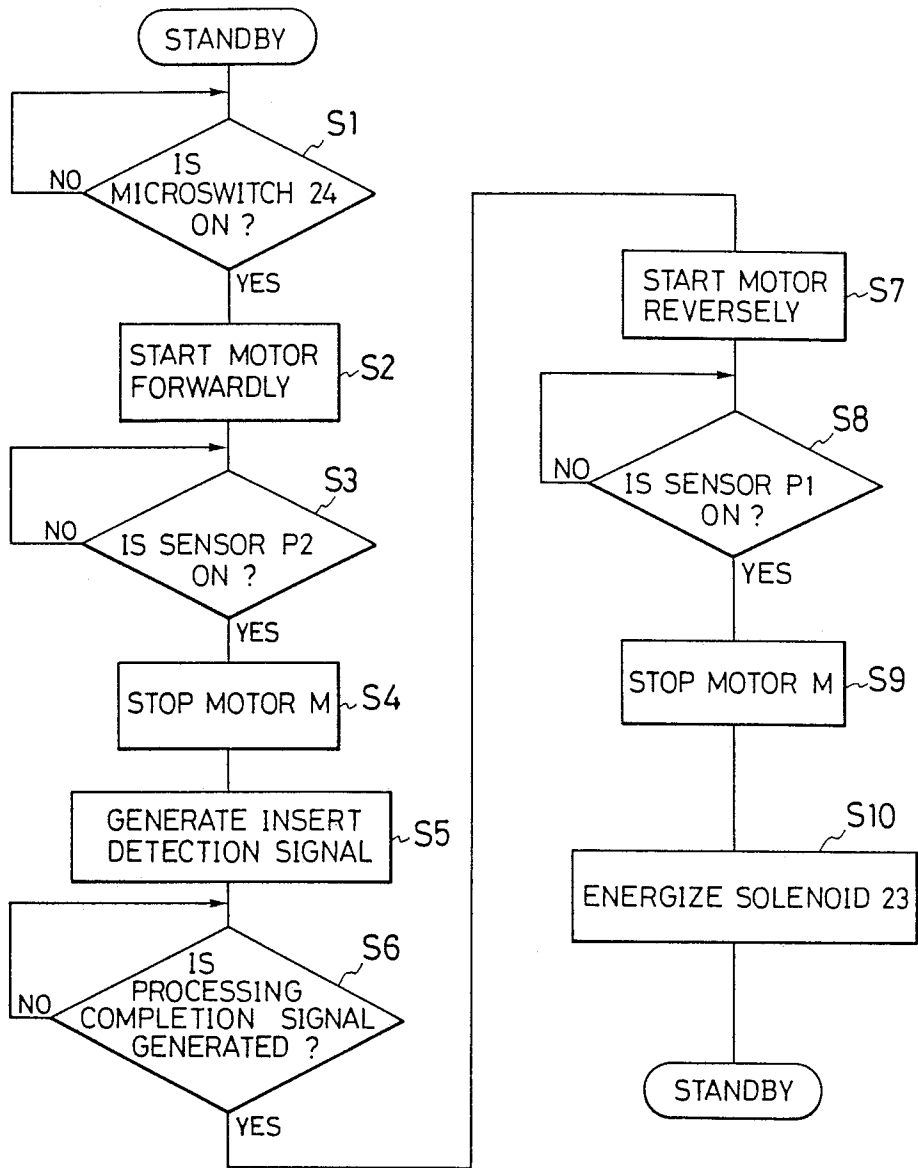 STANDBY
S1
IS
MICROSWITCH 24
ON ?
NO
YES
START MOTOR
FORWARDLY
S2
S3
IS SENSOR P2
ON ?
NO
YES
STOP MOTOR M
S4
GENERATE INSERT
DETECTION SIGNAL
S5
S6
IS
PROCESSING
COMPLETION SIGNAL
GENERATED ?
NO
YES
START MOTOR
REVERSELY
S7
S8
IS SENSOR P1
ON ?
NO
YES
STOP MOTOR M
S9
S10
ENERGIZE SOLENOID 23
STANDBY